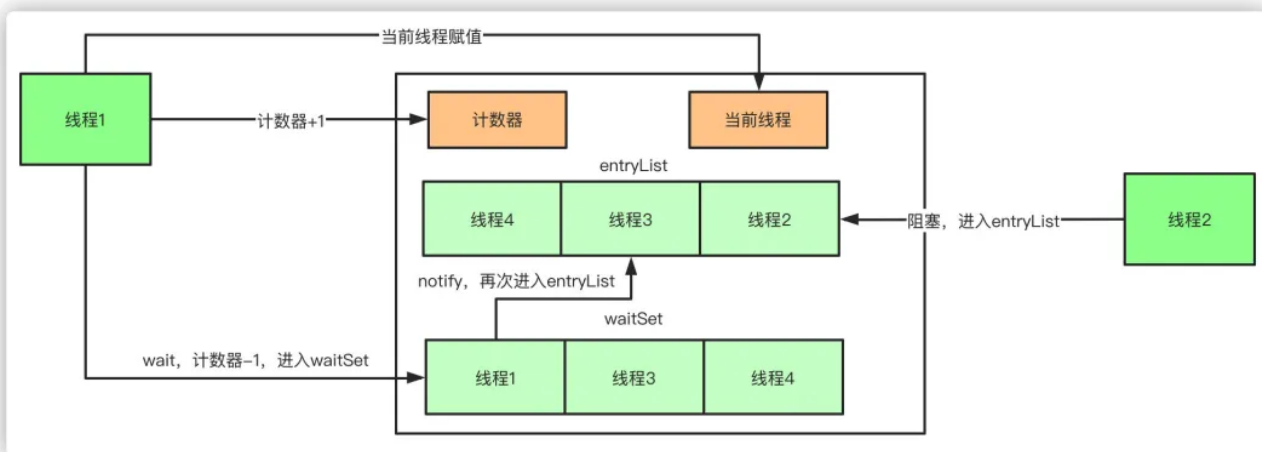 当前线程赋值
线程1
计数器+1
计数器
当前线程
entryList
线程4
线程3
线程2
阻塞，进入entryList
线程2
notify，再次进入entryList
waitSet
wait，计数器-1，进入waitSet
线程1
线程3
线程4